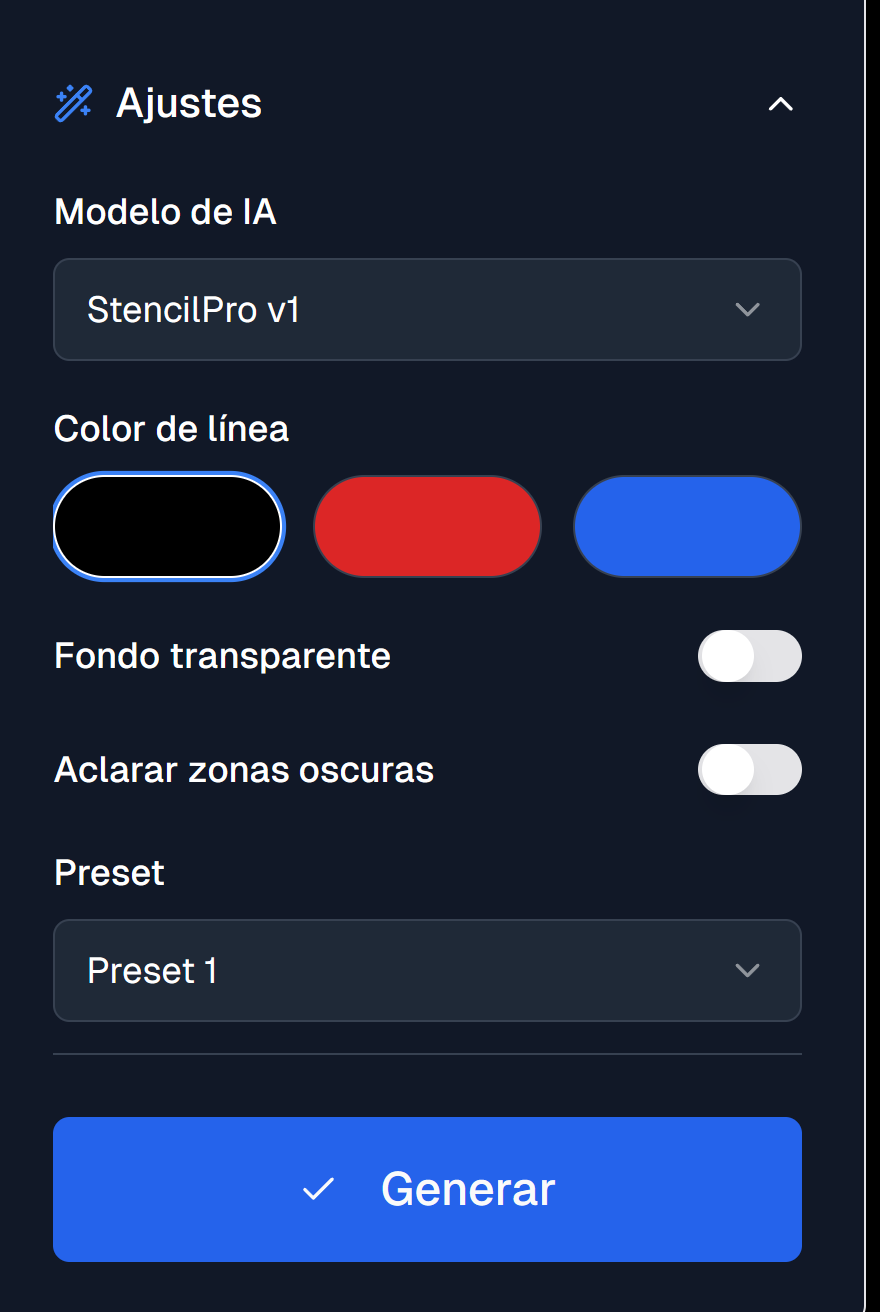 Ajustes
Modelo de IA
StencilPro v1
Color de línea
Fondo transparente
Aclarar zonas oscuras
Preset
Preset 1
Generar